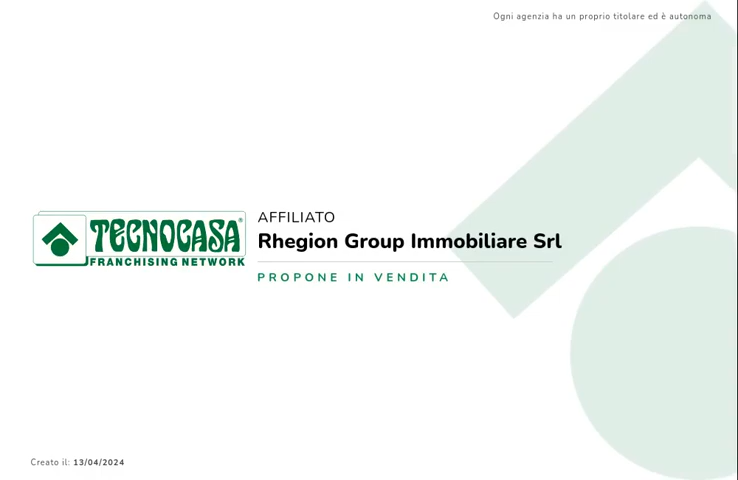 Ogni agenzia ha un proprio titolare ed è autonoma
TECNOCASA®
FRANCHISING NETWORK
AFFILIATO
Rhegion Group Immobiliare Srl
PROPONE IN VENDITA
Creato il: 13/04/2024